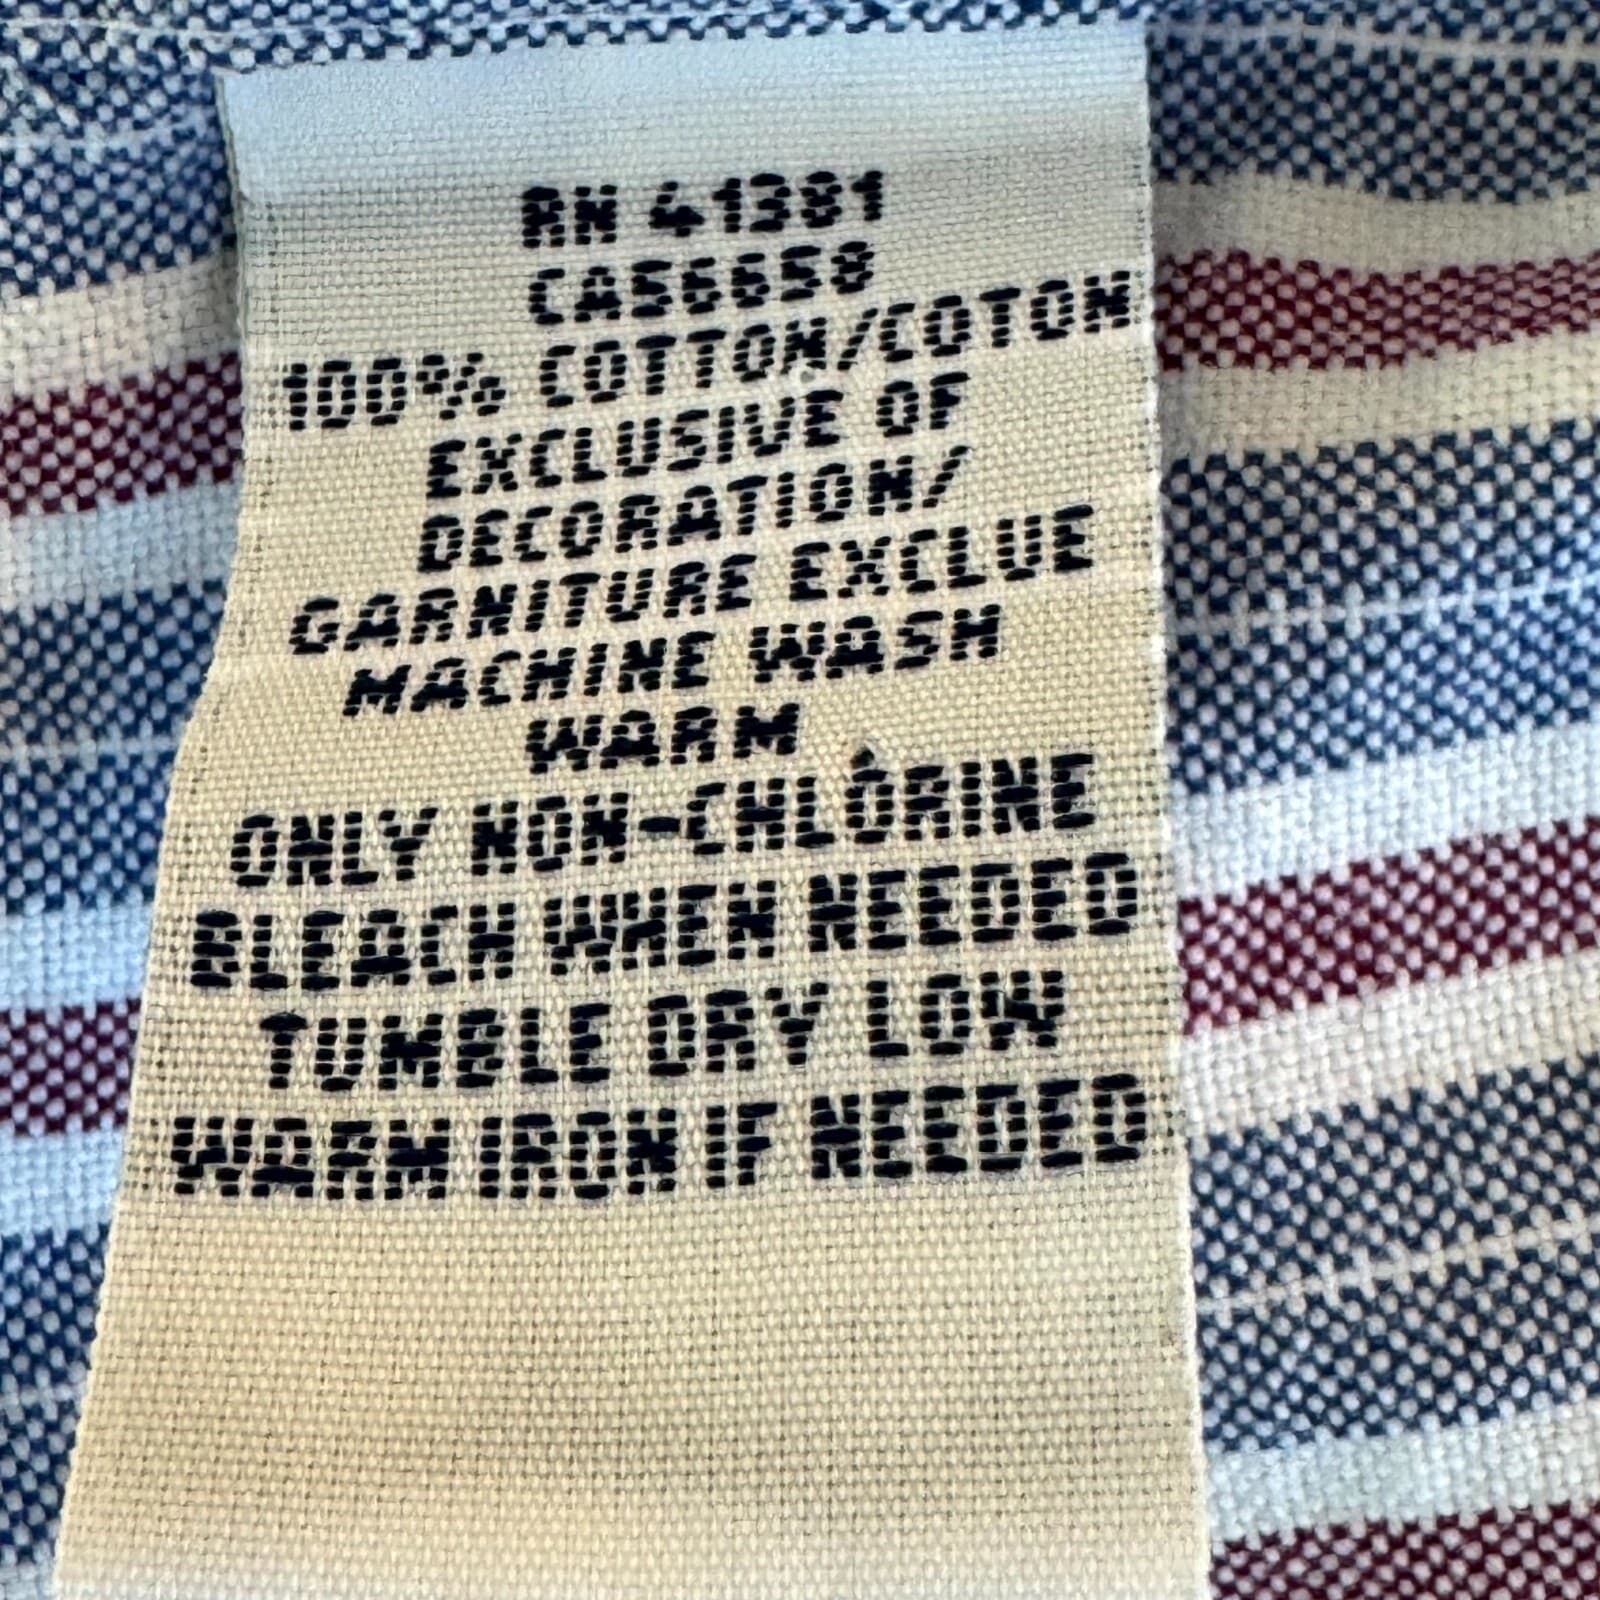 RN 41381
CA56658
100% COTTON/COTON
EXCLUSIVE OF
DECORATION/
GARNITURE EXCLUE
MACHINE WASH
WARM
ONLY NON-CHLORINE
BLEACH WHEN NEEDED
TUMBLE DRY LOW
WARM IRON IF NEEDED